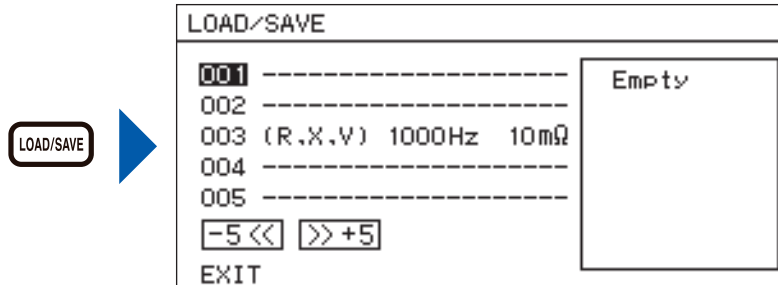 LOAD/SAVE
LOAD/SAVE
001 ---------------------
002 ---------------------
003 (R,X,V) 1000Hz 10mΩ
004 ---------------------
005 ---------------------
Empty
-5<< >>+5
EXIT